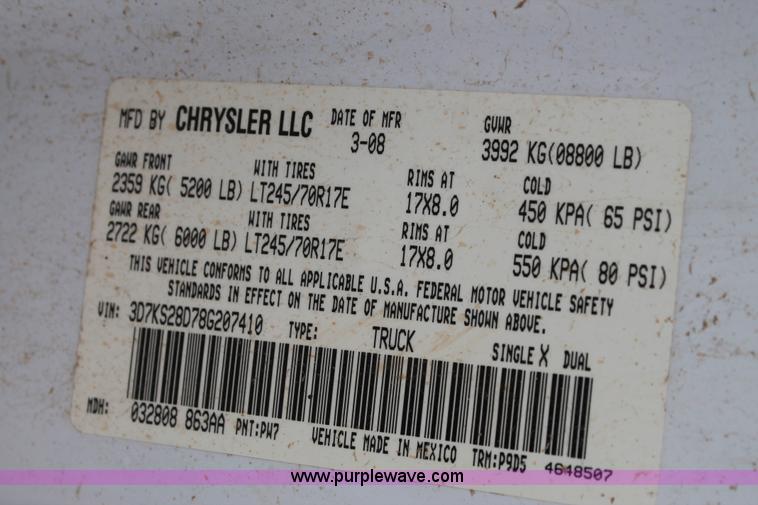 MFD BY CHRYSLER LLC DATE OF MFR GVWR
3-08 3992 KG(08800 LB)
GAWR FRONT WITH TIRES RIMS AT COLD
2359 KG( 5200 LB) LT245/70R17E 17X8.0 450 KPA( 65 PSI)
GAWR REAR WITH TIRES RIMS AT COLD
2722 KG( 6000 LB) LT245/70R17E 17X8.0 550 KPA( 80 PSI)
THIS VEHICLE CONFORMS TO ALL APPLICABLE U.S.A. FEDERAL MOTOR VEHICLE SAFETY
STANDARDS IN EFFECT ON THE DATE OF MANUFACTURE SHOWN ABOVE.
VIN: 3D7KS28D78G207410 TYPE: TRUCK SINGLE X DUAL
MDH: 032808 863AA PNT:PW7 VEHICLE MADE IN MEXICO TRM:P9D5 4648507
www.purplewave.com